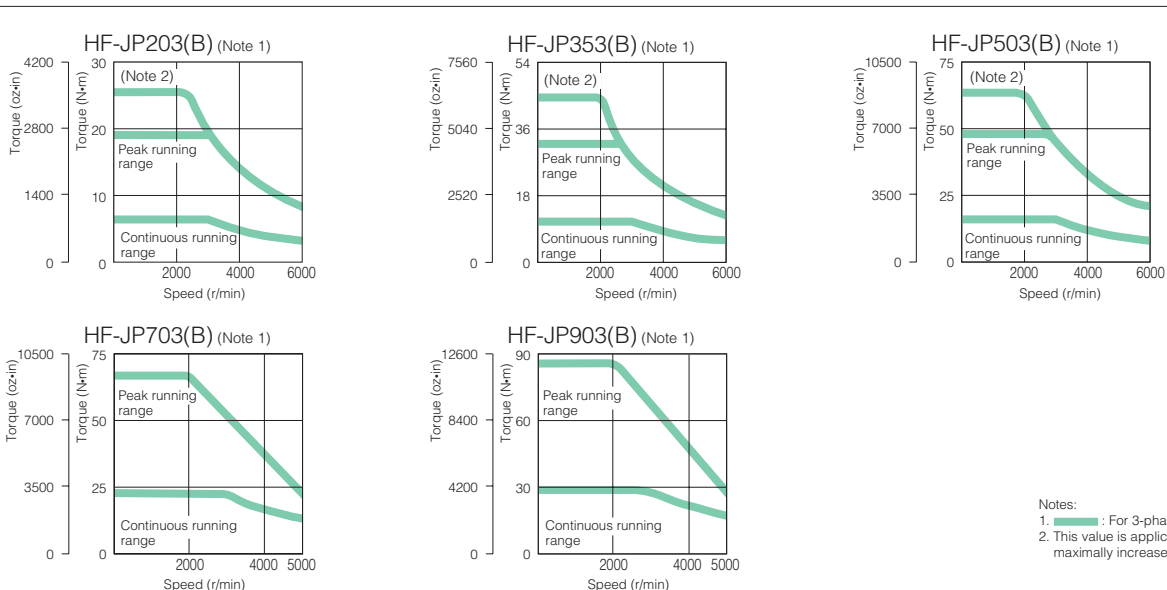 HF-JP203(B) (Note 1)
Torque (oz•in)
4200
2800
1400
0
Torque (N•m)
30
20
10
0
(Note 2)
Peak running
range
Continuous running
range
2000 4000 6000
Speed (r/min)
HF-JP353(B) (Note 1)
Torque (oz•in)
7560
5040
2520
0
Torque (N•m)
54
36
18
0
(Note 2)
Peak running
range
Continuous running
range
2000 4000 6000
Speed (r/min)
HF-JP503(B) (Note 1)
Torque (oz•in)
10500
7000
3500
0
Torque (N•m)
75
50
25
0
(Note 2)
Peak running
range
Continuous running
range
2000 4000 6000
Speed (r/min)
HF-JP703(B) (Note 1)
Torque (oz•in)
10500
7000
3500
0
Torque (N•m)
75
50
25
0
Peak running
range
Continuous running
range
2000 4000 5000
Speed (r/min)
HF-JP903(B) (Note 1)
Torque (oz•in)
12600
8400
4200
0
Torque (N•m)
90
60
30
0
Peak running
range
Continuous running
range
2000 4000 5000
Speed (r/min)
Notes:
1. : For 3-pha
2. This value is applic
maximally increase